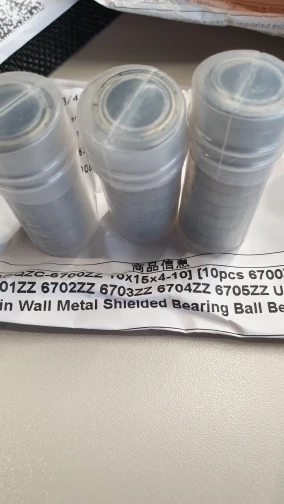 商品信息
04ZC-6700ZZ 10x15x4-10] [10pcs 6700
01ZZ 6702ZZ 6703ZZ 6704ZZ 6705ZZ U
in Wall Metal Shielded Bearing Ball Be